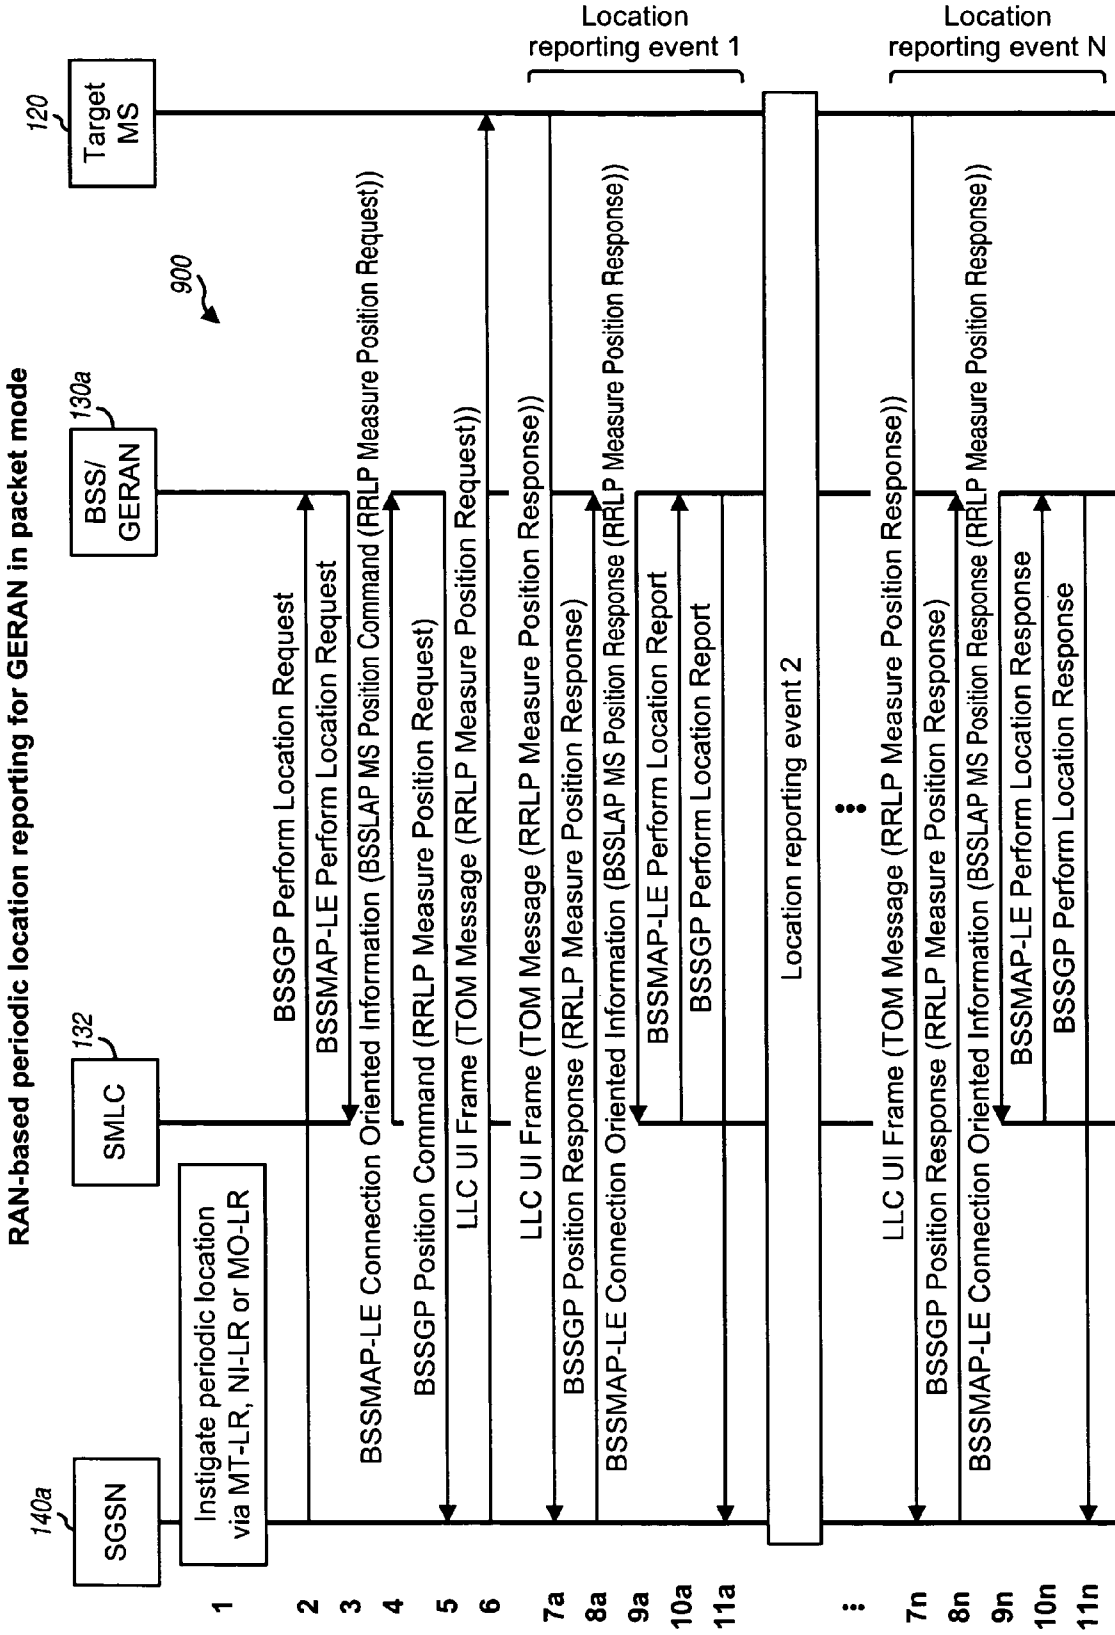 RAN-based periodic location reporting for GERAN in packet mode
140a
132
130a
120
SGSN
SMLC
BSS/
GERAN
Target
MS
900
1
Instigate periodic location
via MT-LR, NI-LR or MO-LR
2
BSSGP Perform Location Request
3
BSSMAP-LE Perform Location Request
4
BSSMAP-LE Connection Oriented Information (BSSLAP MS Position Command (RRLP Measure Position Request))
5
BSSGP Position Command (RRLP Measure Position Request)
6
LLC UI Frame (TOM Message (RRLP Measure Position Request))
Location
reporting event 1
7a
LLC UI Frame (TOM Message (RRLP Measure Position Response))
8a
BSSGP Position Response (RRLP Measure Position Response)
9a
BSSMAP-LE Connection Oriented Information (BSSLAP MS Position Response (RRLP Measure Position Response))
10a
BSSMAP-LE Perform Location Report
11a
BSSGP Perform Location Report
Location reporting event 2
Location
reporting event N
7n
LLC UI Frame (TOM Message (RRLP Measure Position Response))
8n
BSSGP Position Response (RRLP Measure Position Response)
9n
BSSMAP-LE Connection Oriented Information (BSSLAP MS Position Response (RRLP Measure Position Response))
10n
BSSMAP-LE Perform Location Response
11n
BSSGP Perform Location Response